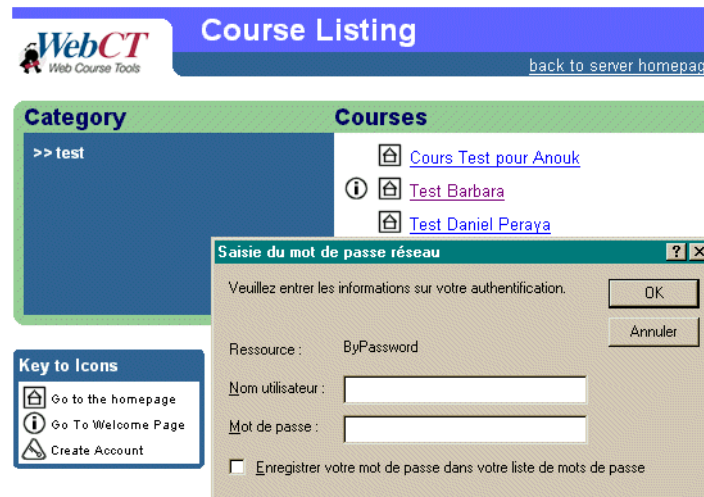 WebCT
Web Course Tools
Course Listing
back to server homepag
Category
Courses
>> test
Cours Test pour Anouk
Test Barbara
Test Daniel Peraya
Saisie du mot de passe réseau
Veuillez entrer les informations sur votre authentification.
OK
Annuler
Ressource :
ByPassword
Nom utilisateur :
Mot de passe :
Enregistrer votre mot de passe dans votre liste de mots de passe
Key to Icons
Go to the homepage
Go To Welcome Page
Create Account